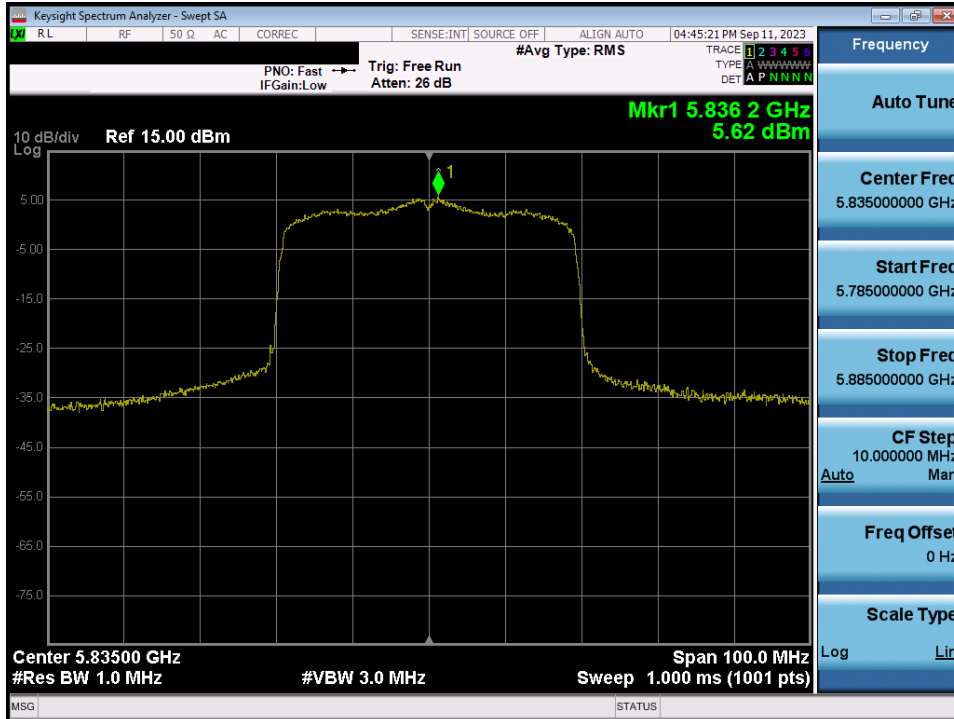 Keysight Spectrum Analyzer - Swept SA
LXI RL RF 50 Ω AC CORREC SENSE:INT SOURCE OFF ALIGN AUTO 04:45:21 PM Sep 11, 2023
#Avg Type: RMS
TRACE 1 2 3 4 5 6
PNO: Fast Trig: Free Run
TYPE A WWWWW
IFGain:Low Atten: 26 dB
DET A P N N N N
Mkr1 5.836 2 GHz
5.62 dBm
10 dB/div Ref 15.00 dBm
Log
1
5.00
-5.00
-15.0
-25.0
-35.0
-45.0
-55.0
-65.0
-75.0
Center 5.83500 GHz Span 100.0 MHz
#Res BW 1.0 MHz #VBW 3.0 MHz Sweep 1.000 ms (1001 pts)
MSG STATUS
Frequency
Auto Tune
Center Freq
5.835000000 GHz
Start Freq
5.785000000 GHz
Stop Freq
5.885000000 GHz
CF Step
10.000000 MHz
Auto Man
Freq Offset
0 Hz
Scale Type
Log Lin